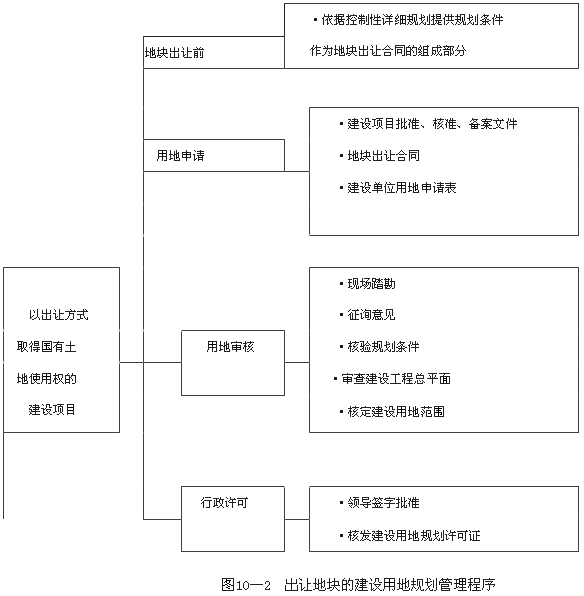 ·依据控制性详细规划提供规划条件
作为地块出让合同的组成部分
地块出让前
·建设项目批准、核准、备案文件
·地块出让合同
·建设单位用地申请表
用地申请
以出让方式
取得国有土
地使用权的
建设项目
·现场踏勘
·征询意见
·核验规划条件
·审查建设工程总平面
·核定建设用地范围
用地审核
行政许可
·领导签字批准
·核发建设用地规划许可证
图10—2 出让地块的建设用地规划管理程序